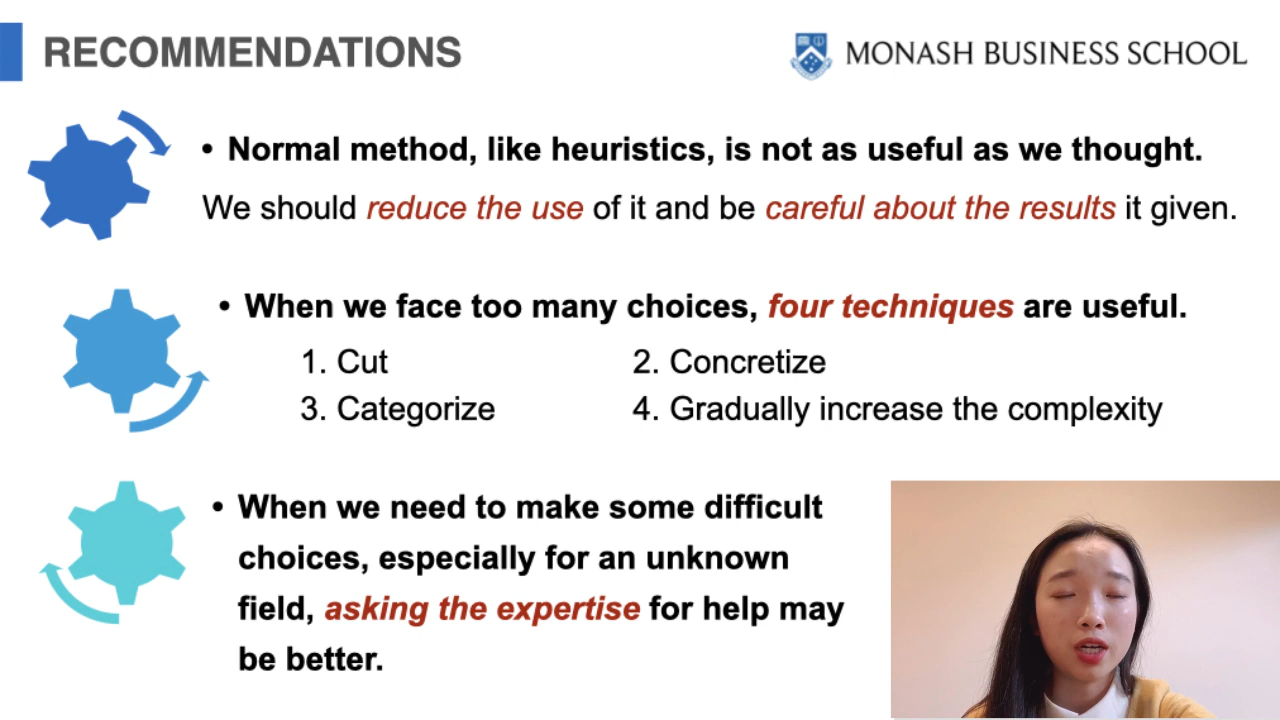 RECOMMENDATIONS
MONASH BUSINESS SCHOOL
• Normal method, like heuristics, is not as useful as we thought.
We should reduce the use of it and be careful about the results it given.
• When we face too many choices, four techniques are useful.
1. Cut 2. Concretize
3. Categorize 4. Gradually increase the complexity
• When we need to make some difficult
choices, especially for an unknown
field, asking the expertise for help may
be better.